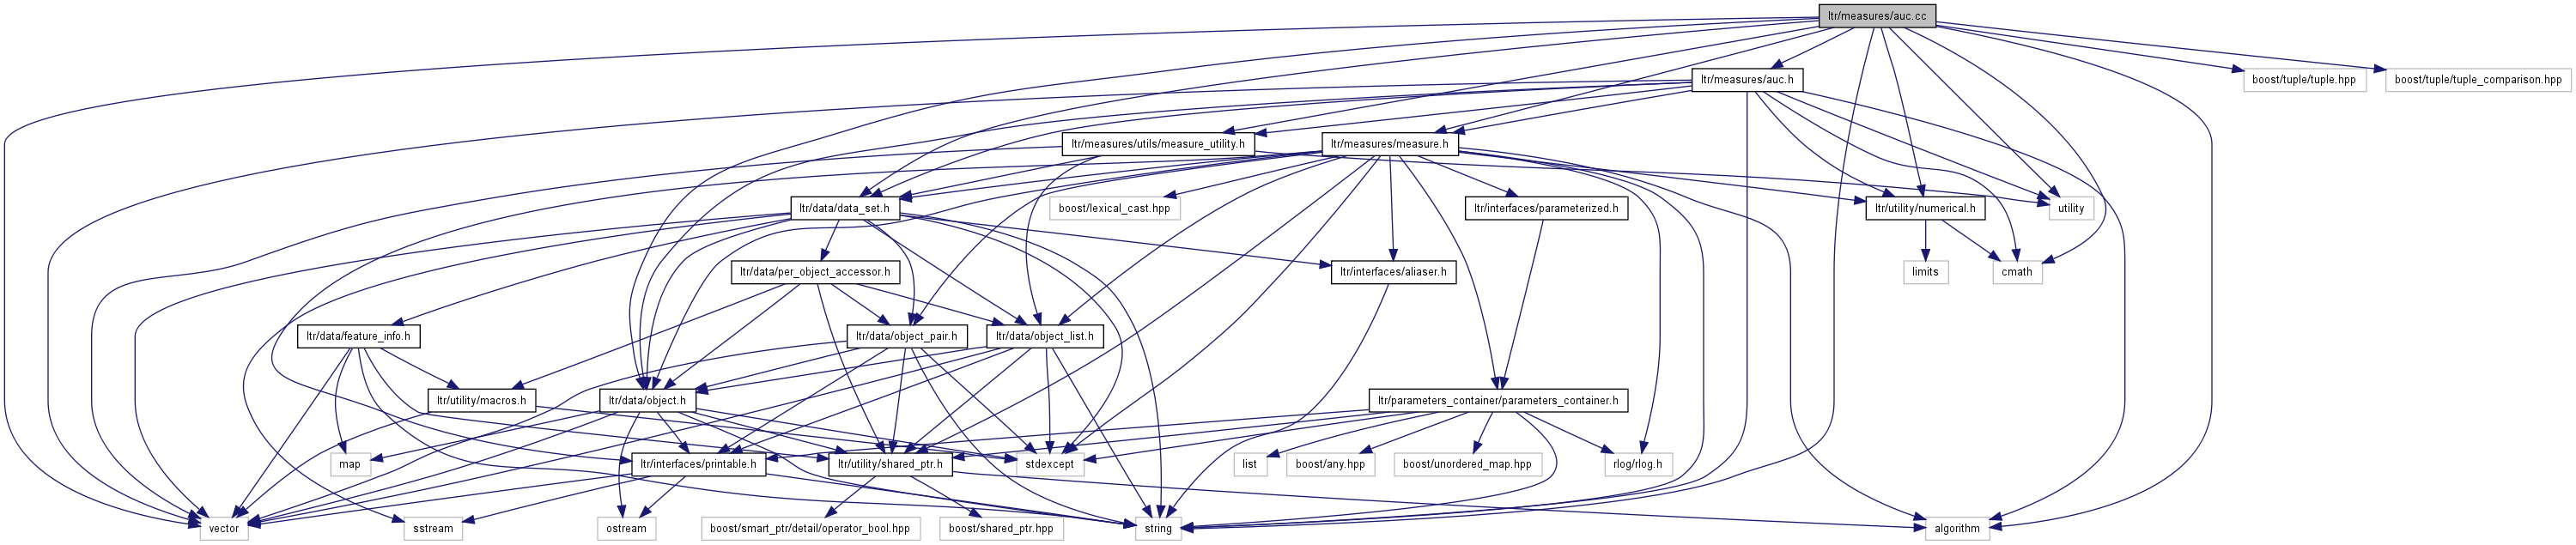 ltr/measures/auc.cc
ltr/measures/auc.h
boost/tuple/tuple.hpp
boost/tuple/tuple_comparison.hpp
ltr/measures/utils/measure_utility.h
ltr/measures/measure.h
ltr/data/data_set.h
boost/lexical_cast.hpp
ltr/interfaces/parameterized.h
ltr/utility/numerical.h
utility
ltr/data/per_object_accessor.h
ltr/interfaces/aliaser.h
limits
cmath
ltr/data/feature_info.h
ltr/data/object_pair.h
ltr/data/object_list.h
ltr/utility/macros.h
ltr/data/object.h
ltr/parameters_container/parameters_container.h
map
ltr/interfaces/printable.h
ltr/utility/shared_ptr.h
stdexcept
list
boost/any.hpp
boost/unordered_map.hpp
rlog/rlog.h
vector
sstream
ostream
boost/smart_ptr/detail/operator_bool.hpp
boost/shared_ptr.hpp
string
algorithm